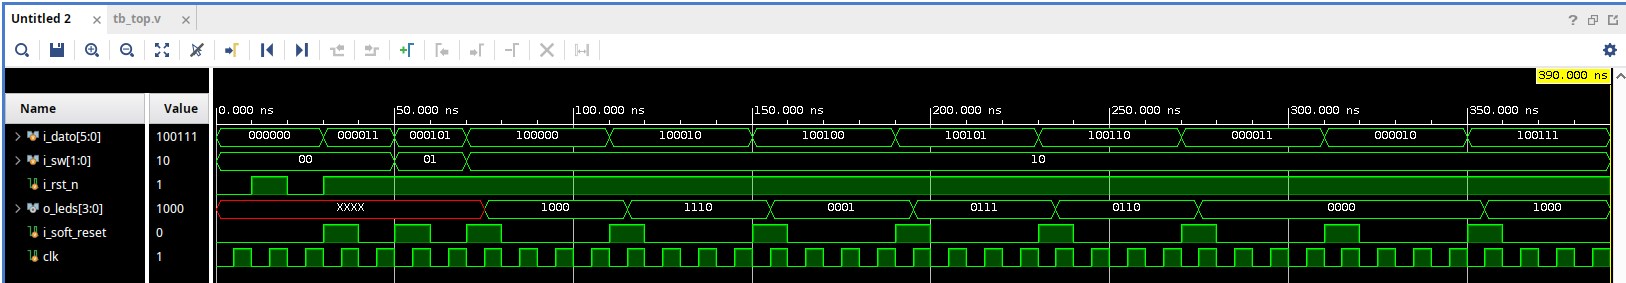 Untitled 2 × tb_top.v ×
?
390.000 ns
Name Value
0.000 ns 50.000 ns 100.000 ns 150.000 ns 200.000 ns 250.000 ns 300.000 ns 350.000 ns
i_dato[5:0] 100111 000000 000011 000101 100000 100010 100100 100101 100110 000011 000010 100111
i_sw[1:0] 10 00 01 10
i_rst_n 1
o_leds[3:0] 1000 XXXX 1000 1110 0001 0111 0110 0000 1000
i_soft_reset 0
clk 1